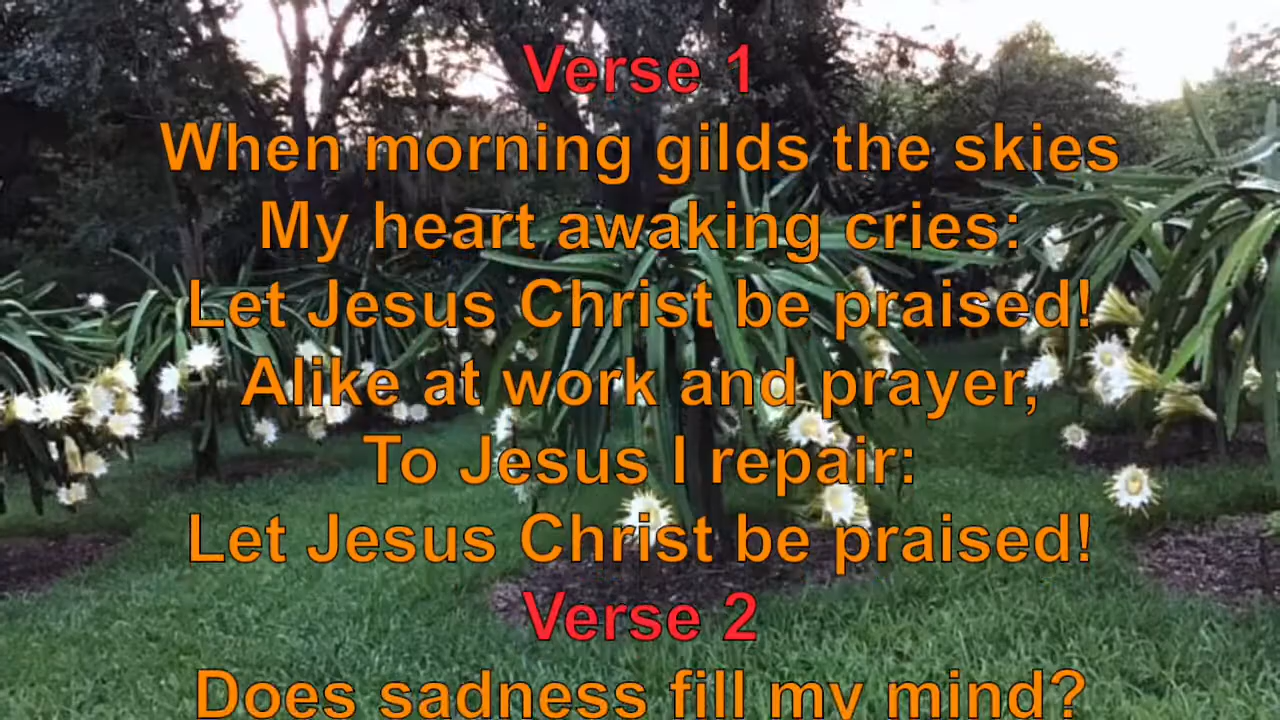 Verse 1
When morning gilds the skies
My heart awaking cries:
Let Jesus Christ be praised!
Alike at work and prayer,
To Jesus I repair:
Let Jesus Christ be praised!
Verse 2
Does sadness fill my mind?